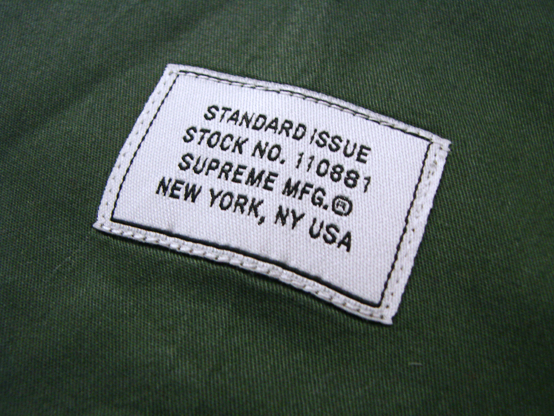 STANDARD ISSUE
STOCK NO. 110881
SUPREME MFG.®
NEW YORK, NY USA